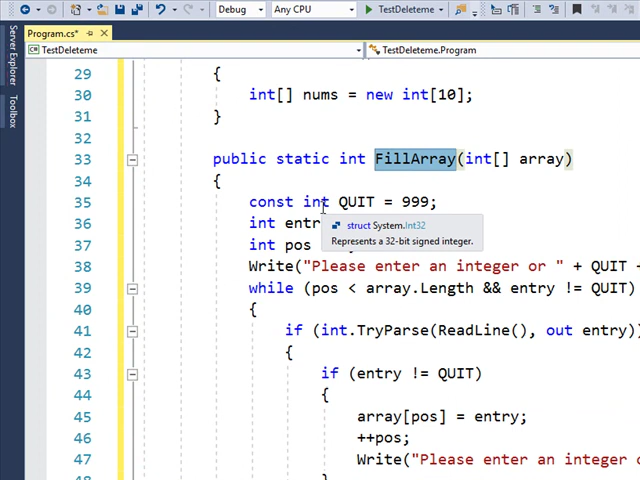 Debug Any CPU TestDeleteme
Program.cs*
TestDeleteme TestDeleteme.Program
Server Explorer
Toolbox
29 {
30 int[] nums = new int[10];
31 }
32
33 public static int FillArray(int[] array)
34 {
35 const int QUIT = 999;
36 int entr
struct System.Int32
Represents a 32-bit signed integer.
37 int pos
38 Write("Please enter an integer or " + QUIT +
39 while (pos < array.Length && entry != QUIT)
40 {
41 if (int.TryParse(ReadLine(), out entry))
42 {
43 if (entry != QUIT)
44 {
45 array[pos] = entry;
46 ++pos;
47 Write("Please enter an integer o
48 }